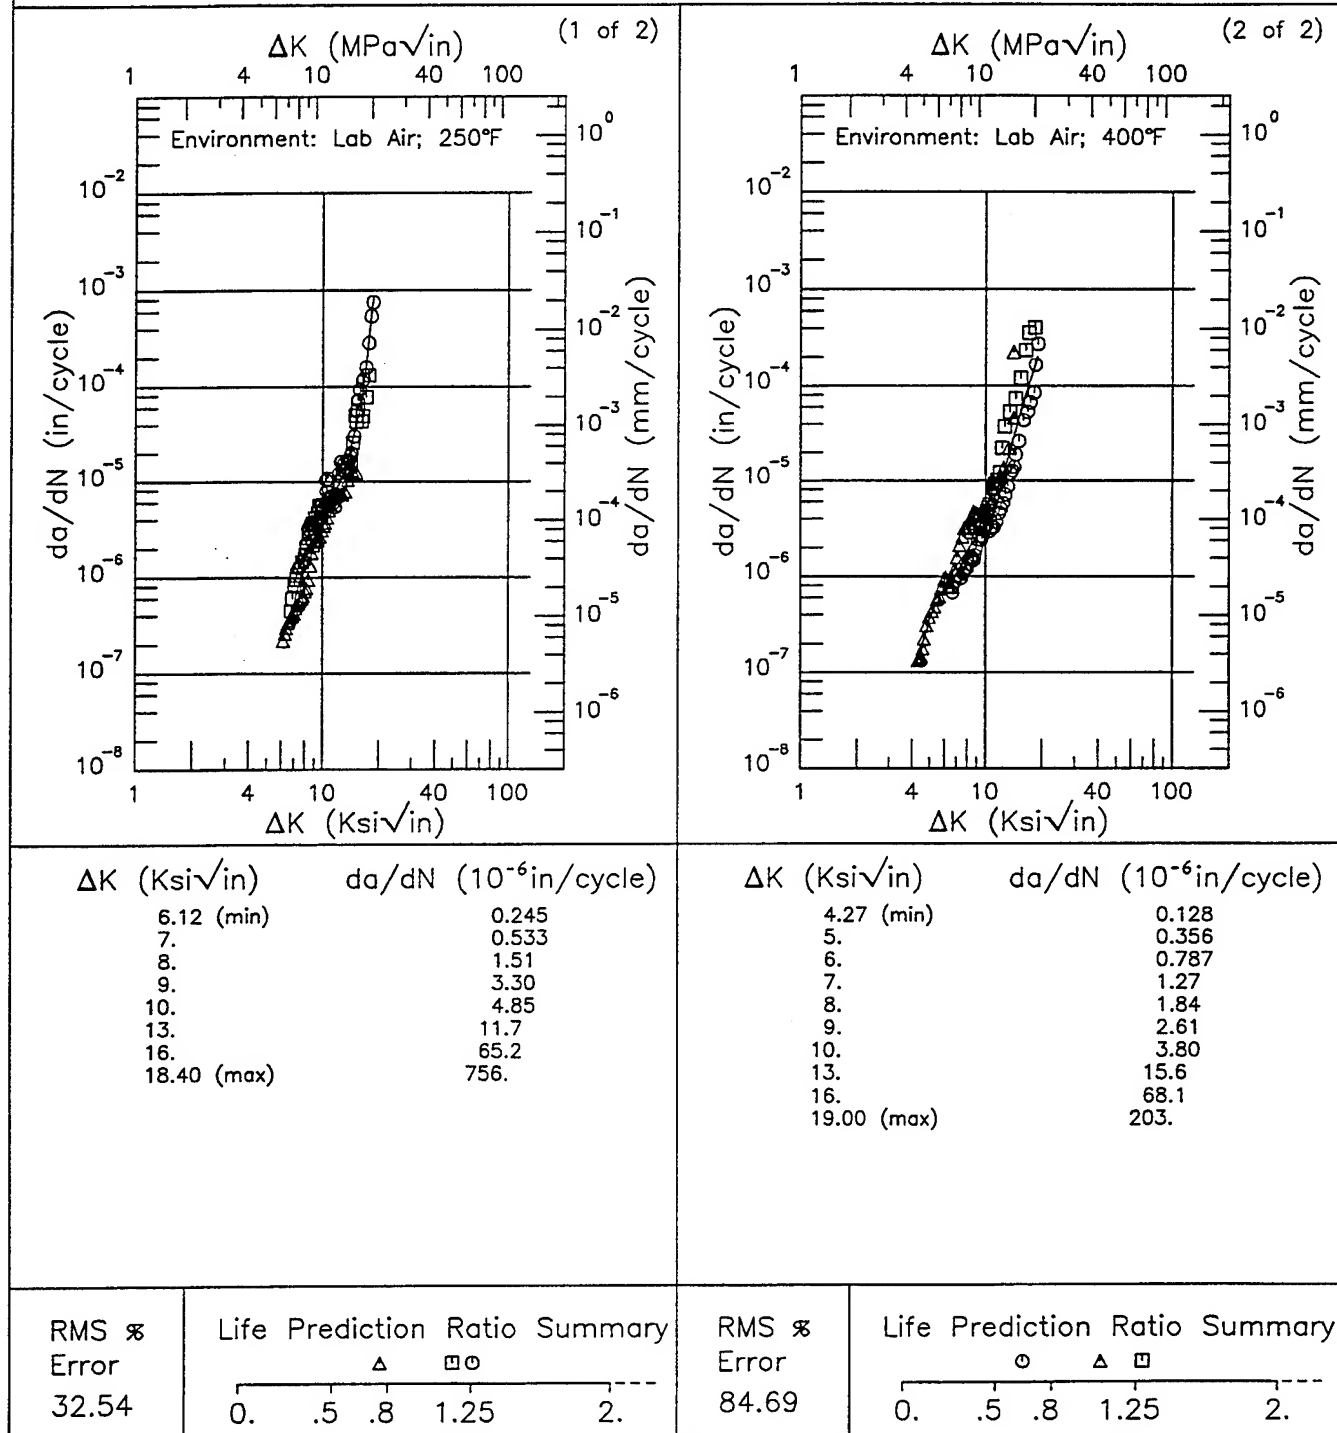 (1 of 2)
ΔK (MPa√in)
1 4 10 40 100
Environment: Lab Air; 250°F
da/dN (in/cycle)
10⁻²
10⁻³
10⁻⁴
10⁻⁵
10⁻⁶
10⁻⁷
10⁻⁸
10⁰
10⁻¹
10⁻²
10⁻³
10⁻⁴
10⁻⁵
10⁻⁶
da/dN (mm/cycle)
1 4 10 40 100
ΔK (Ksi√in)
ΔK (Ksi√in) da/dN (10⁻⁶in/cycle)
6.12 (min) 0.245
7. 0.533
8. 1.51
9. 3.30
10. 4.85
13. 11.7
16. 65.2
18.40 (max) 756.
RMS %
Error
32.54
Life Prediction Ratio Summary
0. .5 .8 1.25 2.
(2 of 2)
ΔK (MPa√in)
1 4 10 40 100
Environment: Lab Air; 400°F
da/dN (in/cycle)
10⁻²
10⁻³
10⁻⁴
10⁻⁵
10⁻⁶
10⁻⁷
10⁻⁸
10⁰
10⁻¹
10⁻²
10⁻³
10⁻⁴
10⁻⁵
10⁻⁶
da/dN (mm/cycle)
1 4 10 40 100
ΔK (Ksi√in)
ΔK (Ksi√in) da/dN (10⁻⁶in/cycle)
4.27 (min) 0.128
5. 0.356
6. 0.787
7. 1.27
8. 1.84
9. 2.61
10. 3.80
13. 15.6
16. 68.1
19.00 (max) 203.
RMS %
Error
84.69
Life Prediction Ratio Summary
0. .5 .8 1.25 2.